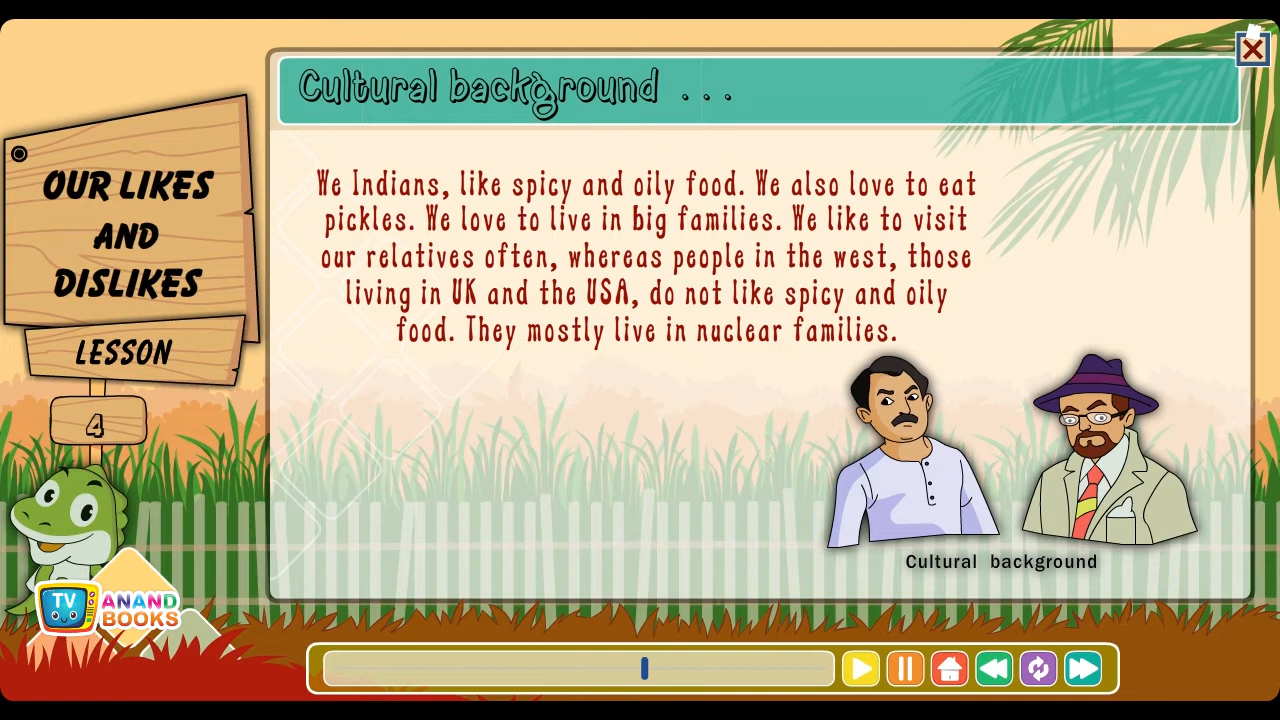 Cultural background . . .
OUR LIKES
AND
DISLIKES
LESSON
4
We Indians, like spicy and oily food. We also love to eat
pickles. We love to live in big families. We like to visit
our relatives often, whereas people in the west, those
living in UK and the USA, do not like spicy and oily
food. They mostly live in nuclear families.
Cultural background
TV
ANAND
BOOKS